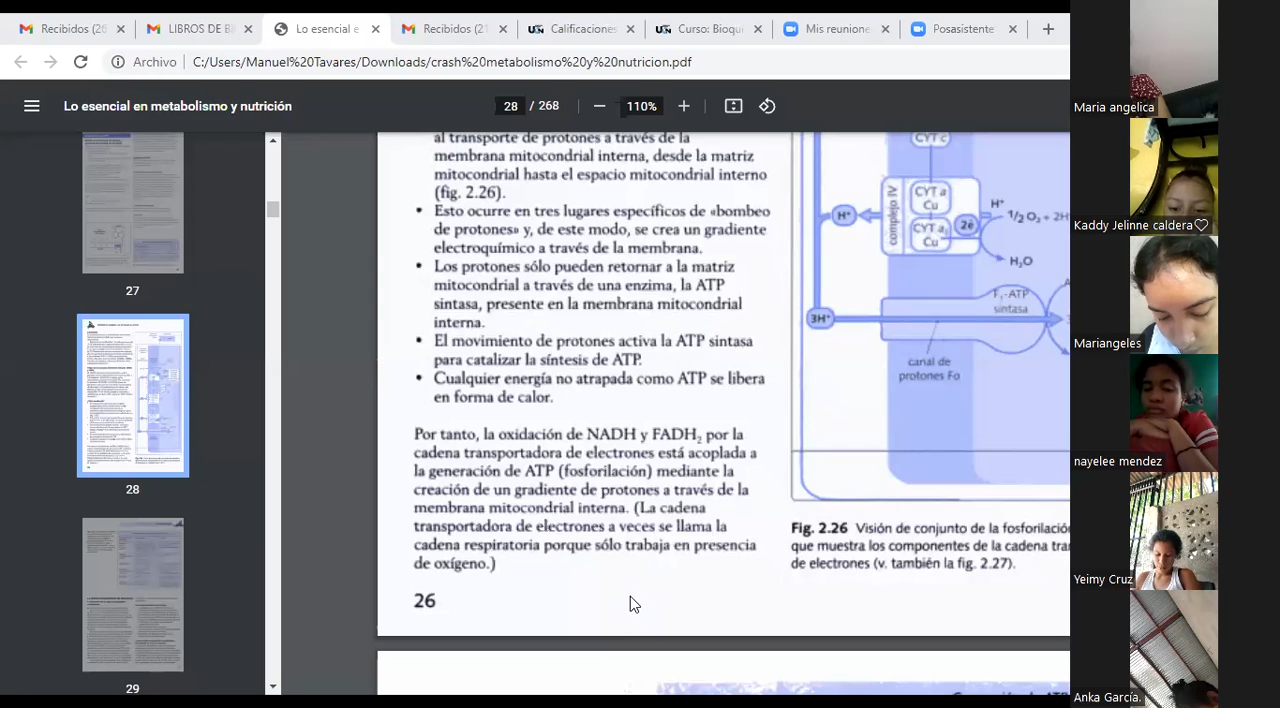 Recibidos (26
LIBROS DE BI
Lo esencial e
Recibidos (21
Calificaciones
Curso: Bioqu
Mis reunione
Posasistente
Archivo
C:/Users/Manuel%20Tavares/Downloads/crash%20metabolismo%20y%20nutricion.pdf
Lo esencial en metabolismo y nutrición
28 / 268
110%
27
28
29
al transporte de protones a través de la
membrana mitocondrial interna, desde la matriz
mitocondrial hasta el espacio mitocondrial interno
(fig. 2.26).
• Esto ocurre en tres lugares específicos de «bombeo
de protones» y, de este modo, se crea un gradiente
electroquímico a través de la membrana.
• Los protones sólo pueden retornar a la matriz
mitocondrial a través de una enzima, la ATP
sintasa, presente en la membrana mitocondrial
interna.
• El movimiento de protones activa la ATP sintasa
para catalizar la síntesis de ATP.
• Cualquier energía no atrapada como ATP se libera
en forma de calor.
Por tanto, la oxidación de NADH y FADH₂ por la
cadena transportadora de electrones está acoplada a
la generación de ATP (fosforilación) mediante la
creación de un gradiente de protones a través de la
membrana mitocondrial interna. (La cadena
transportadora de electrones a veces se llama la
cadena respiratoria porque sólo trabaja en presencia
de oxígeno.)
26
CYT c
complejo IV
CYT a
Cu
CYT a
Cu
2e
H⁺
H⁺
1/2 O₂ + 2H
H₂O
3H⁺
F₁-ATP
sintasa
canal de
protones Fo
Fig. 2.26 Visión de conjunto de la fosforilació
que muestra los componentes de la cadena tra
de electrones (v. también la fig. 2.27).
Maria angelica
Kaddy Jelinne caldera♡
Mariangeles
nayelee mendez
Yeimy Cruz
Anka García.